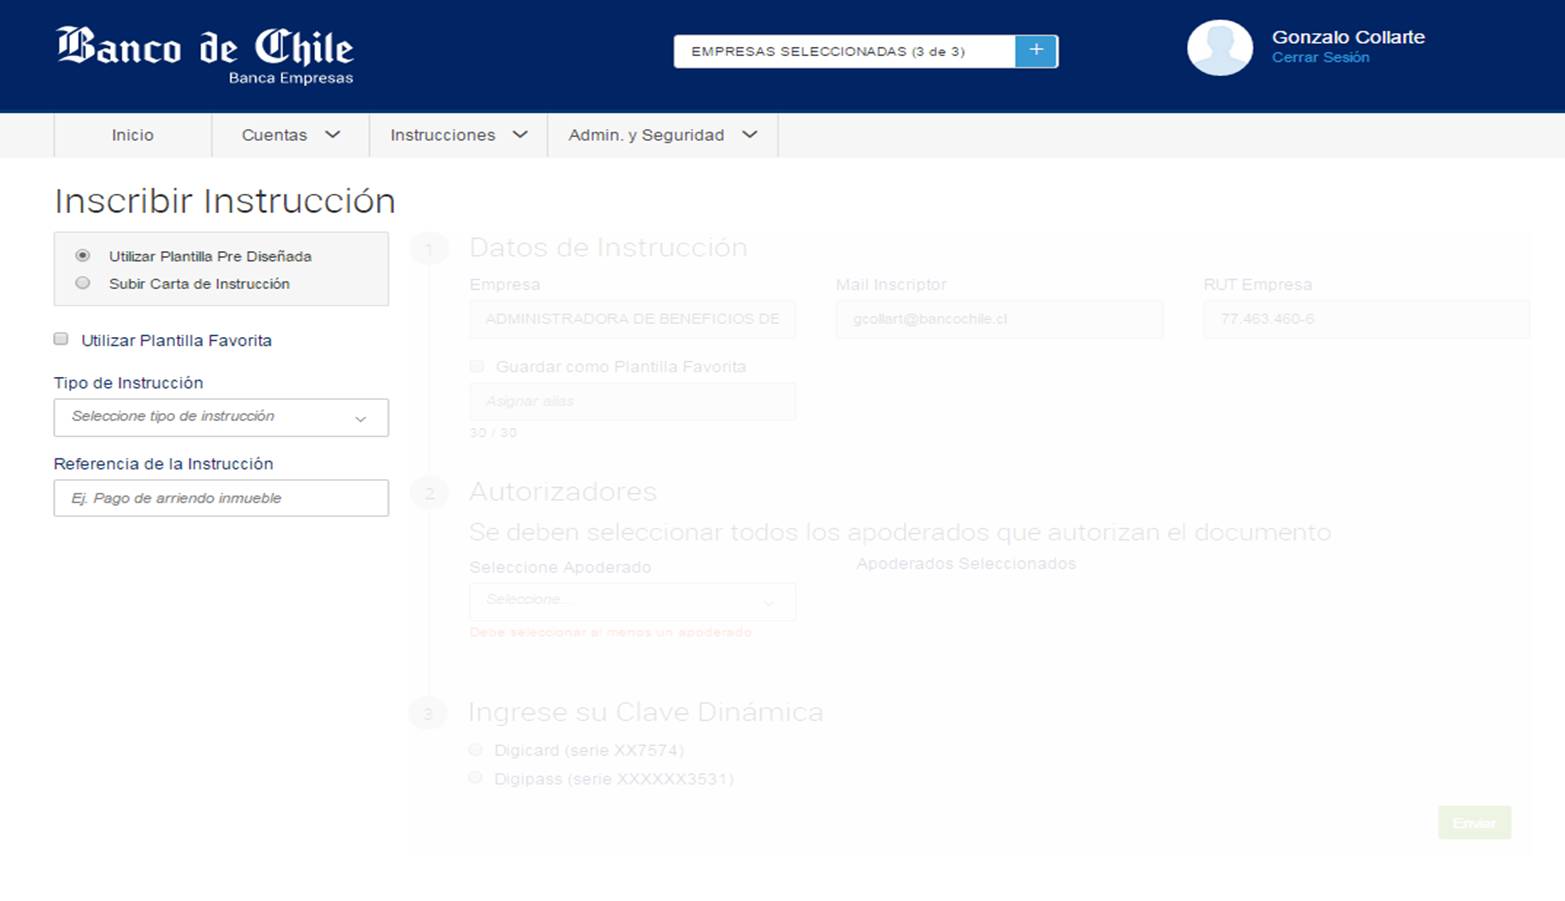 Banco de Chile
Banca Empresas
EMPRESAS SELECCIONADAS (3 de 3)
+
Gonzalo Collarte
Cerrar Sesión
Inicio
Cuentas
Instrucciones
Admin. y Seguridad
Inscribir Instrucción
Utilizar Plantilla Pre Diseñada
Subir Carta de Instrucción
Utilizar Plantilla Favorita
Tipo de Instrucción
Seleccione tipo de instrucción
Referencia de la Instrucción
Ej. Pago de arriendo inmueble
1
Datos de Instrucción
Empresa
ADMINISTRADORA DE BENEFICIOS DE
Mail Inscriptor
gcollart@bancochile.cl
RUT Empresa
77.463.460-6
Guardar como Plantilla Favorita
Asignar alias
30 / 30
2
Autorizadores
Se deben seleccionar todos los apoderados que autorizan el documento
Seleccione Apoderado
Seleccione...
Debe seleccionar al menos un apoderado
Apoderados Seleccionados
3
Ingrese su Clave Dinámica
Digicard (serie XX7574)
Digipass (serie XXXXXX3531)
Enviar